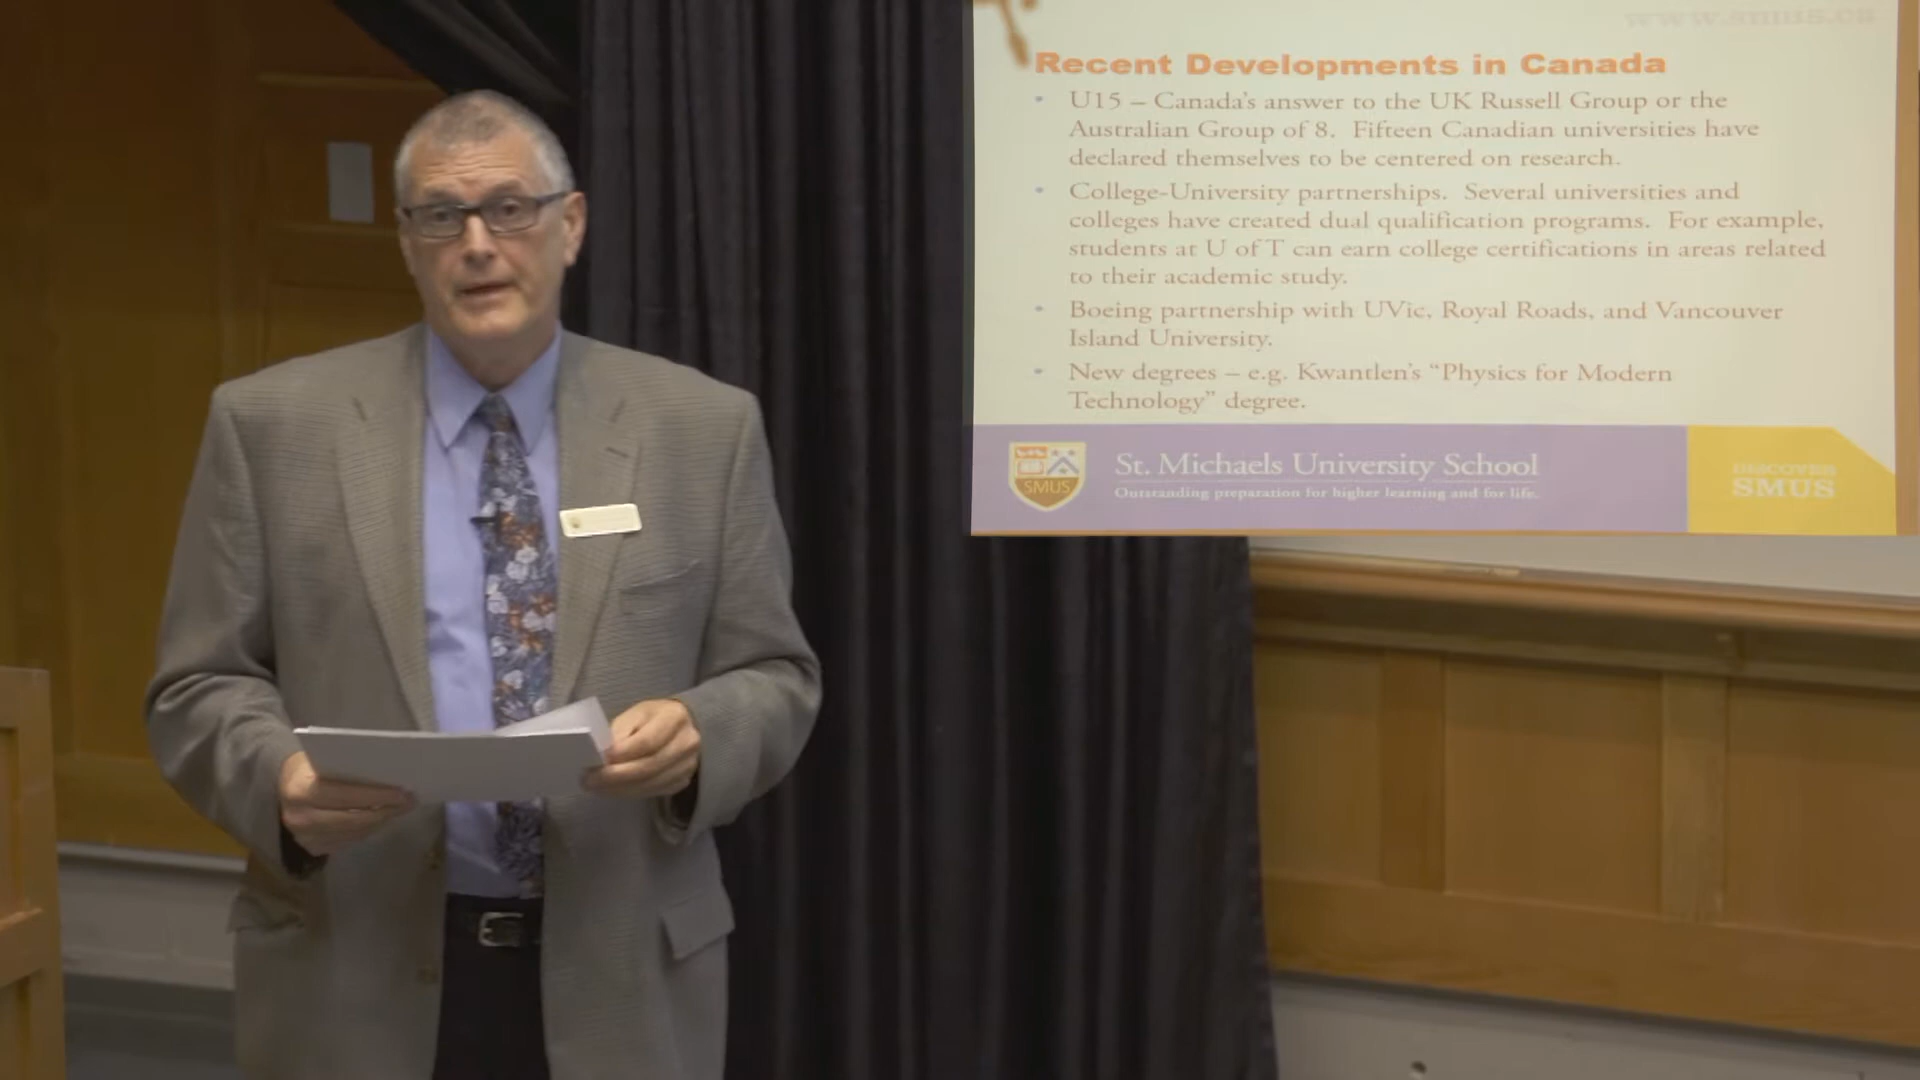 www.smus.ca
Recent Developments in Canada
• U15 – Canada's answer to the UK Russell Group or the
Australian Group of 8. Fifteen Canadian universities have
declared themselves to be centered on research.
• College-University partnerships. Several universities and
colleges have created dual qualification programs. For example,
students at U of T can earn college certifications in areas related
to their academic study.
• Boeing partnership with UVic, Royal Roads, and Vancouver
Island University.
• New degrees – e.g. Kwantlen's “Physics for Modern
Technology” degree.
SMUS
St. Michaels University School
Outstanding preparation for higher learning and for life.
DISCOVER
SMUS